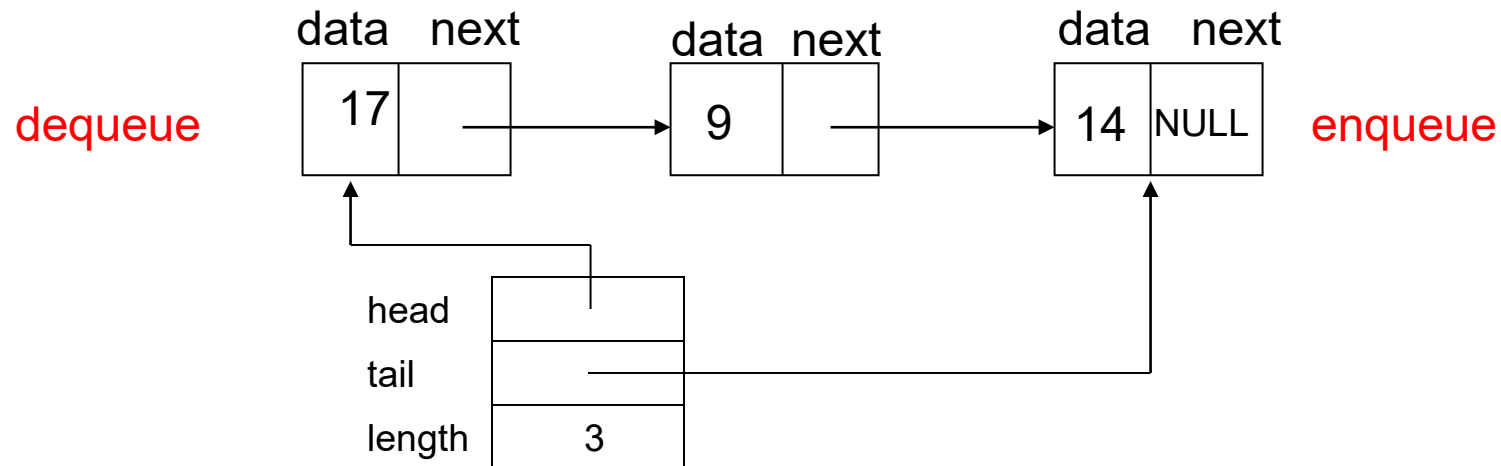 data next data next data next
dequeue 17 9 14 NULL enqueue
head
tail
length 3